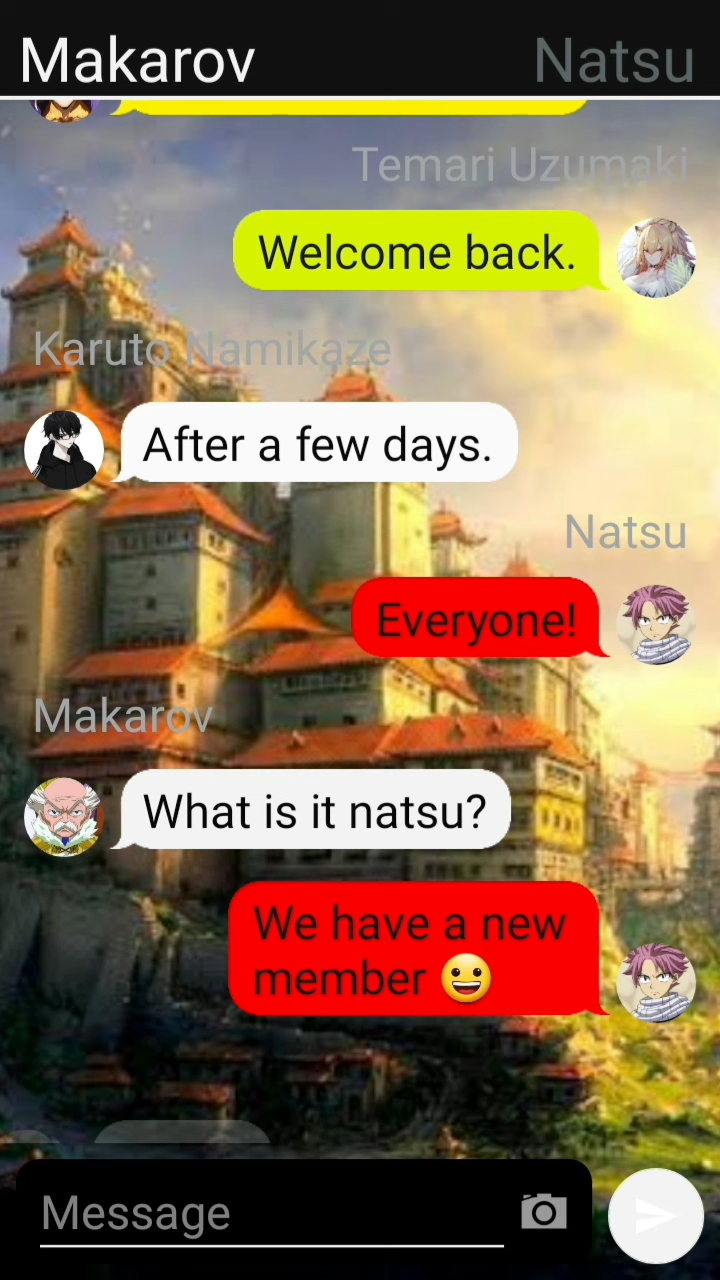 Makarov
Natsu
Temari Uzumaki
Welcome back.
Karuto Namikaze
After a few days.
Natsu
Everyone!
Makarov
What is it natsu?
We have a new
member 😀
Message